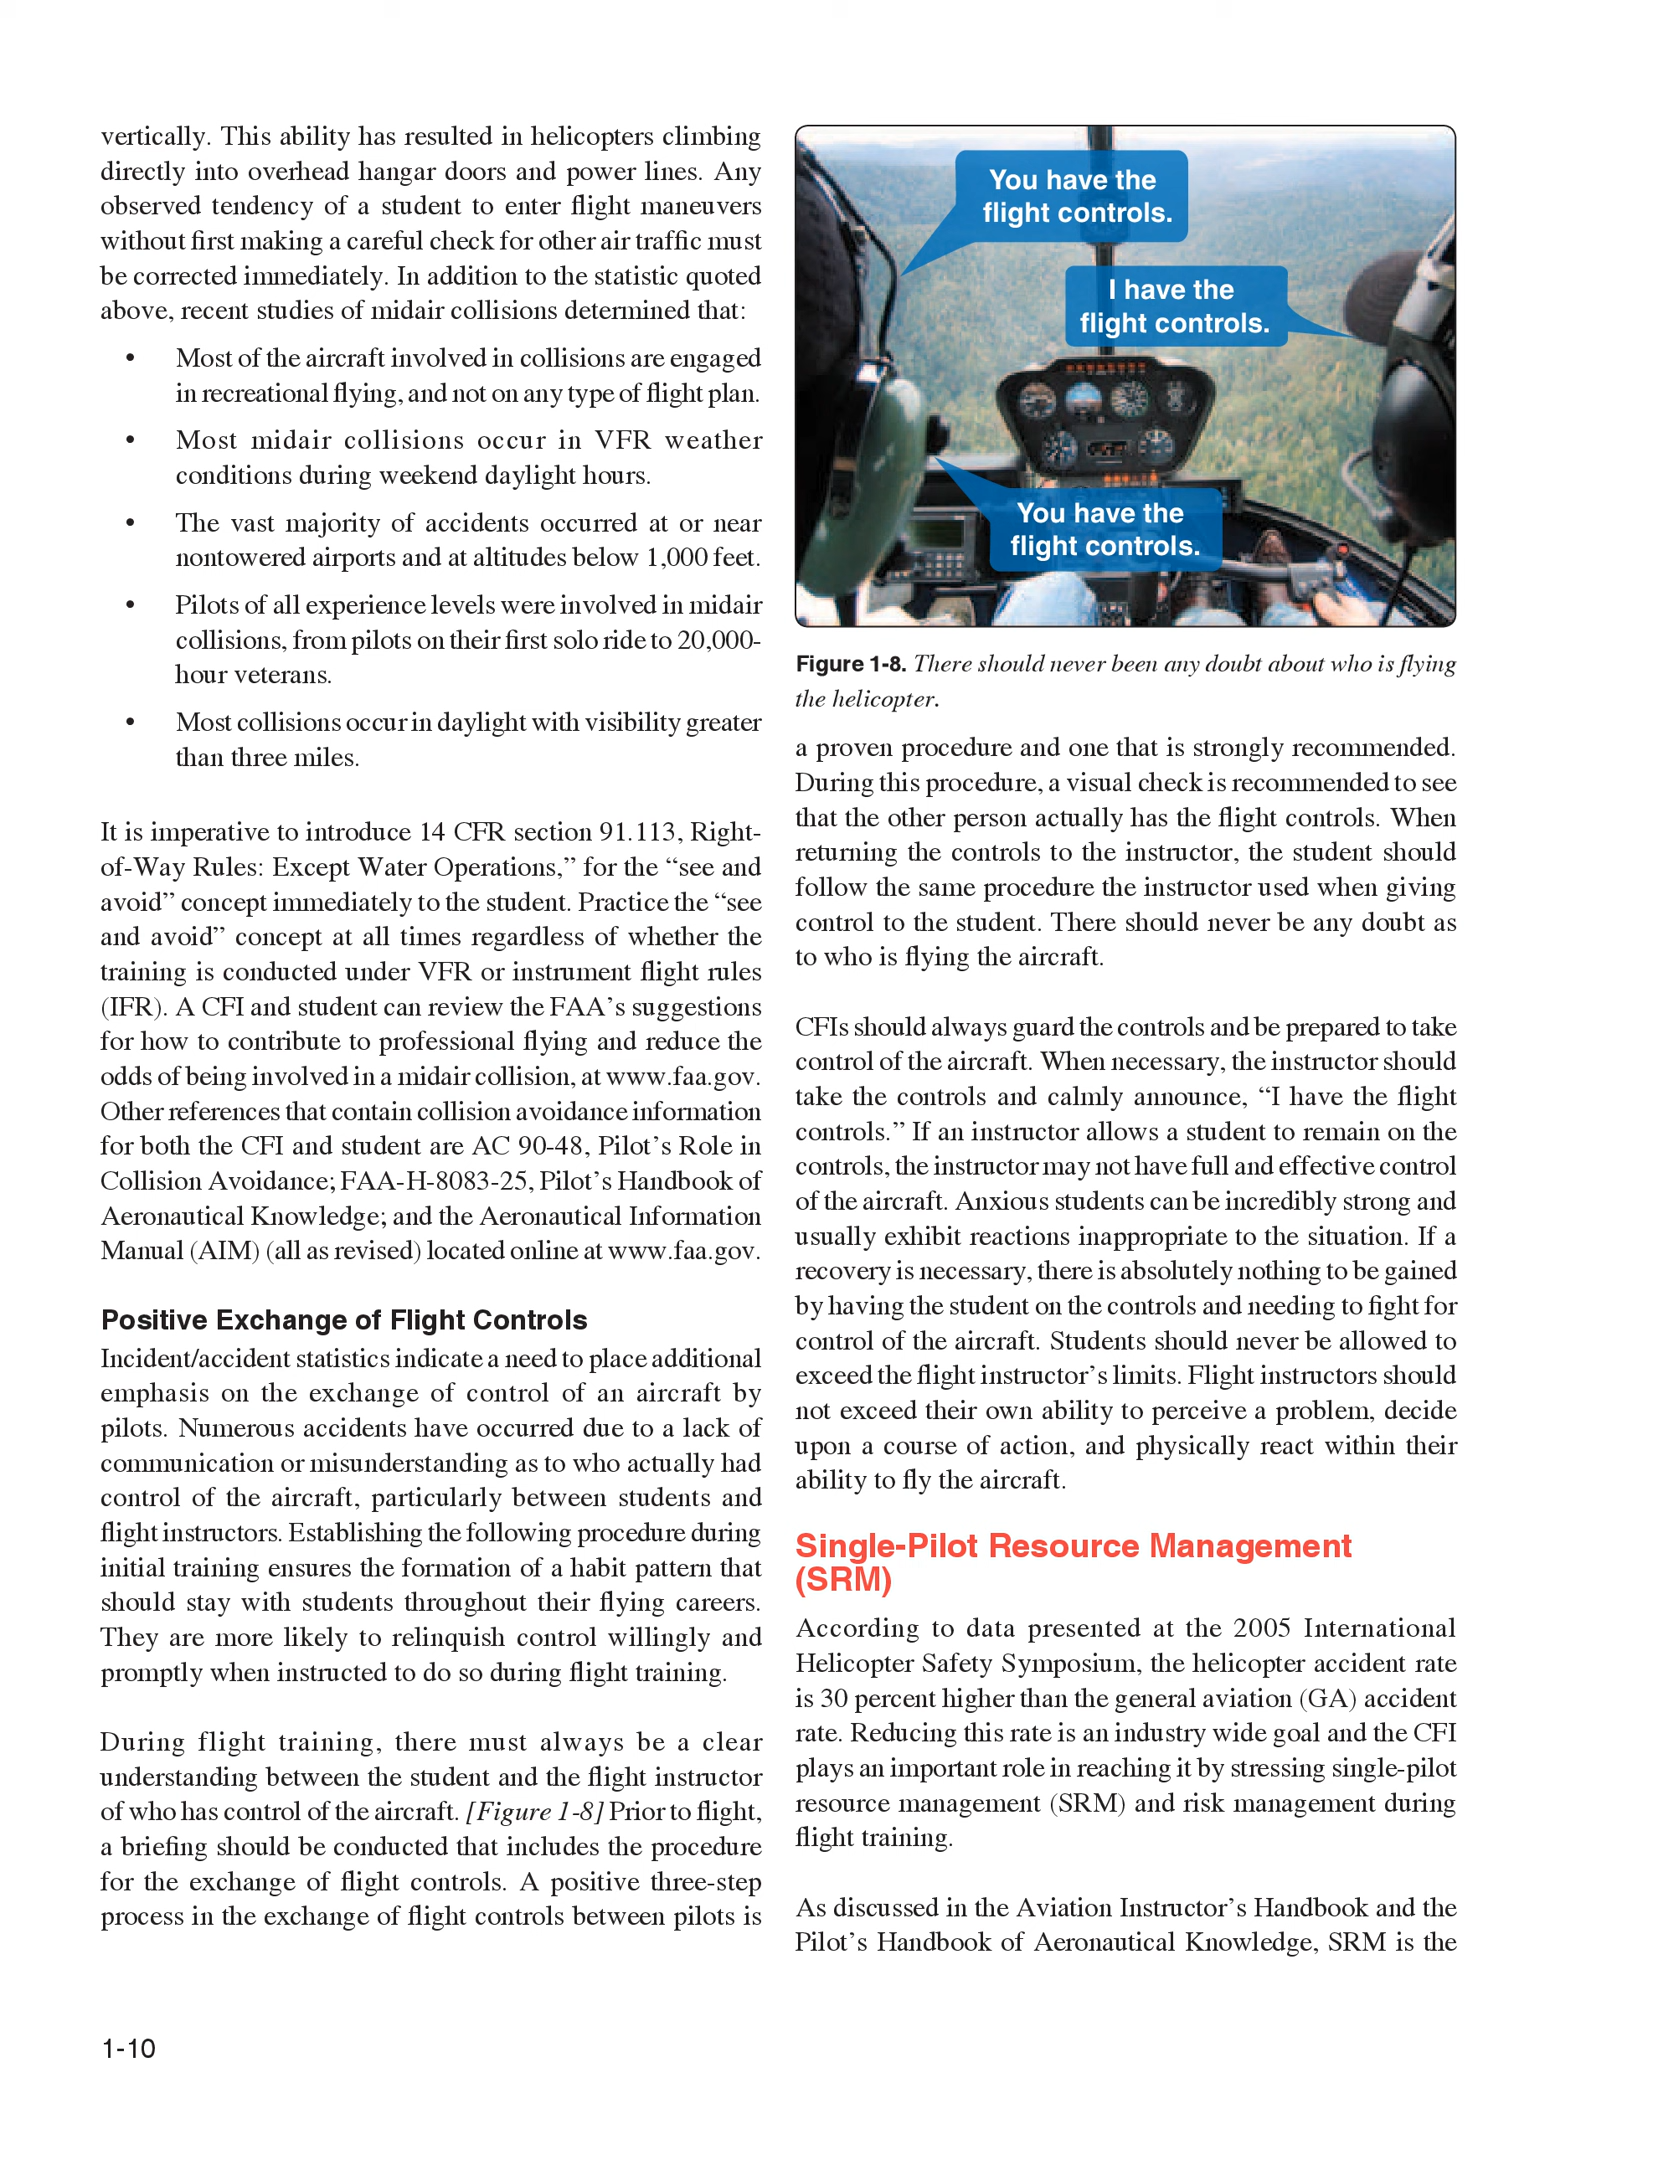 vertically. This ability has resulted in helicopters climbing
directly into overhead hangar doors and power lines. Any
observed tendency of a student to enter flight maneuvers
without first making a careful check for other air traffic must
be corrected immediately. In addition to the statistic quoted
above, recent studies of midair collisions determined that:
• Most of the aircraft involved in collisions are engaged
in recreational flying, and not on any type of flight plan.
• Most midair collisions occur in VFR weather
conditions during weekend daylight hours.
• The vast majority of accidents occurred at or near
nontowered airports and at altitudes below 1,000 feet.
• Pilots of all experience levels were involved in midair
collisions, from pilots on their first solo ride to 20,000-
hour veterans.
• Most collisions occur in daylight with visibility greater
than three miles.
It is imperative to introduce 14 CFR section 91.113, Right-
of-Way Rules: Except Water Operations,” for the “see and
avoid” concept immediately to the student. Practice the “see
and avoid” concept at all times regardless of whether the
training is conducted under VFR or instrument flight rules
(IFR). A CFI and student can review the FAA’s suggestions
for how to contribute to professional flying and reduce the
odds of being involved in a midair collision, at www.faa.gov.
Other references that contain collision avoidance information
for both the CFI and student are AC 90-48, Pilot’s Role in
Collision Avoidance; FAA-H-8083-25, Pilot’s Handbook of
Aeronautical Knowledge; and the Aeronautical Information
Manual (AIM) (all as revised) located online at www.faa.gov.
Positive Exchange of Flight Controls
Incident/accident statistics indicate a need to place additional
emphasis on the exchange of control of an aircraft by
pilots. Numerous accidents have occurred due to a lack of
communication or misunderstanding as to who actually had
control of the aircraft, particularly between students and
flight instructors. Establishing the following procedure during
initial training ensures the formation of a habit pattern that
should stay with students throughout their flying careers.
They are more likely to relinquish control willingly and
promptly when instructed to do so during flight training.
During flight training, there must always be a clear
understanding between the student and the flight instructor
of who has control of the aircraft. [Figure 1-8] Prior to flight,
a briefing should be conducted that includes the procedure
for the exchange of flight controls. A positive three-step
process in the exchange of flight controls between pilots is
You have the
flight controls.
I have the
flight controls.
You have the
flight controls.
Figure 1-8. There should never been any doubt about who is flying
the helicopter.
a proven procedure and one that is strongly recommended.
During this procedure, a visual check is recommended to see
that the other person actually has the flight controls. When
returning the controls to the instructor, the student should
follow the same procedure the instructor used when giving
control to the student. There should never be any doubt as
to who is flying the aircraft.
CFIs should always guard the controls and be prepared to take
control of the aircraft. When necessary, the instructor should
take the controls and calmly announce, “I have the flight
controls.” If an instructor allows a student to remain on the
controls, the instructor may not have full and effective control
of the aircraft. Anxious students can be incredibly strong and
usually exhibit reactions inappropriate to the situation. If a
recovery is necessary, there is absolutely nothing to be gained
by having the student on the controls and needing to fight for
control of the aircraft. Students should never be allowed to
exceed the flight instructor’s limits. Flight instructors should
not exceed their own ability to perceive a problem, decide
upon a course of action, and physically react within their
ability to fly the aircraft.
Single-Pilot Resource Management
(SRM)
According to data presented at the 2005 International
Helicopter Safety Symposium, the helicopter accident rate
is 30 percent higher than the general aviation (GA) accident
rate. Reducing this rate is an industry wide goal and the CFI
plays an important role in reaching it by stressing single-pilot
resource management (SRM) and risk management during
flight training.
As discussed in the Aviation Instructor’s Handbook and the
Pilot’s Handbook of Aeronautical Knowledge, SRM is the
1-10